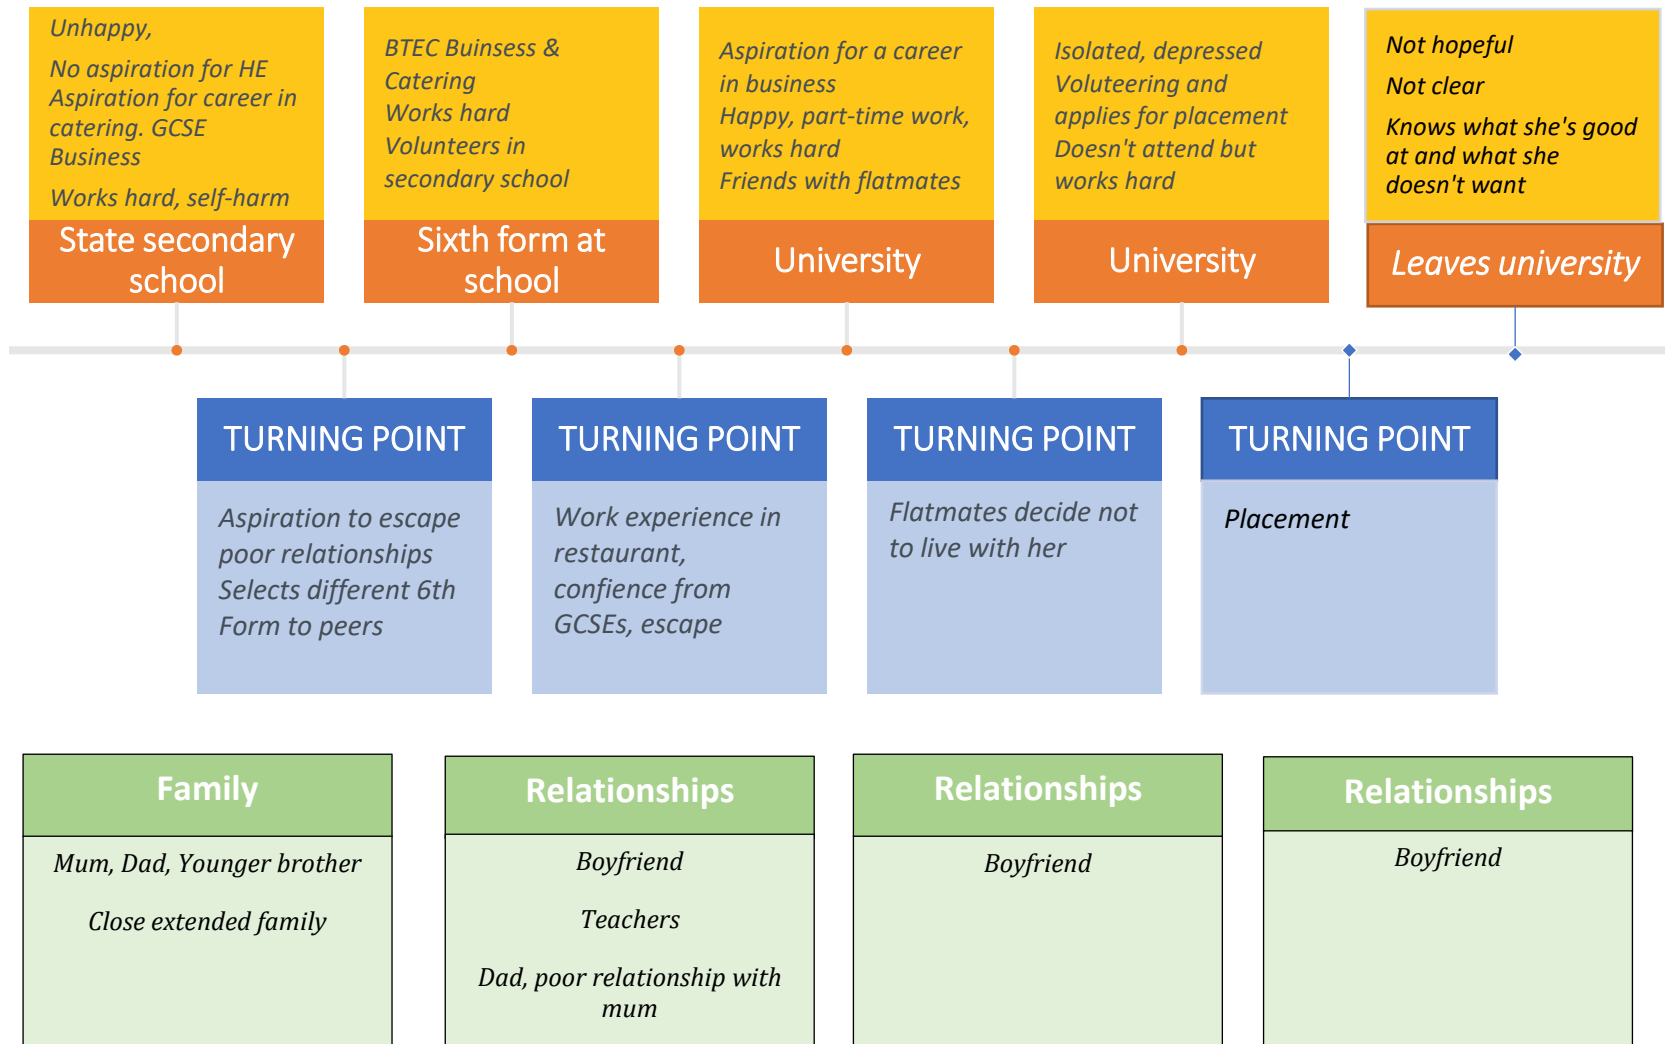 Unhappy,
No aspiration for HE
Aspiration for career in
catering. GCSE
Business
Works hard, self-harm
State secondary
school
BTEC Buinsess &
Catering
Works hard
Volunteers in
secondary school
Sixth form at
school
Aspiration for a career
in business
Happy, part-time work,
works hard
Friends with flatmates
University
Isolated, depressed
Voluteering and
applies for placement
Doesn't attend but
works hard
University
Not hopeful
Not clear
Knows what she's good
at and what she
doesn't want
Leaves university
TURNING POINT
Aspiration to escape
poor relationships
Selects different 6th
Form to peers
TURNING POINT
Work experience in
restaurant,
confience from
GCSEs, escape
TURNING POINT
Flatmates decide not
to live with her
TURNING POINT
Placement
Family
Mum, Dad, Younger brother
Close extended family
Relationships
Boyfriend
Teachers
Dad, poor relationship with
mum
Relationships
Boyfriend
Relationships
Boyfriend